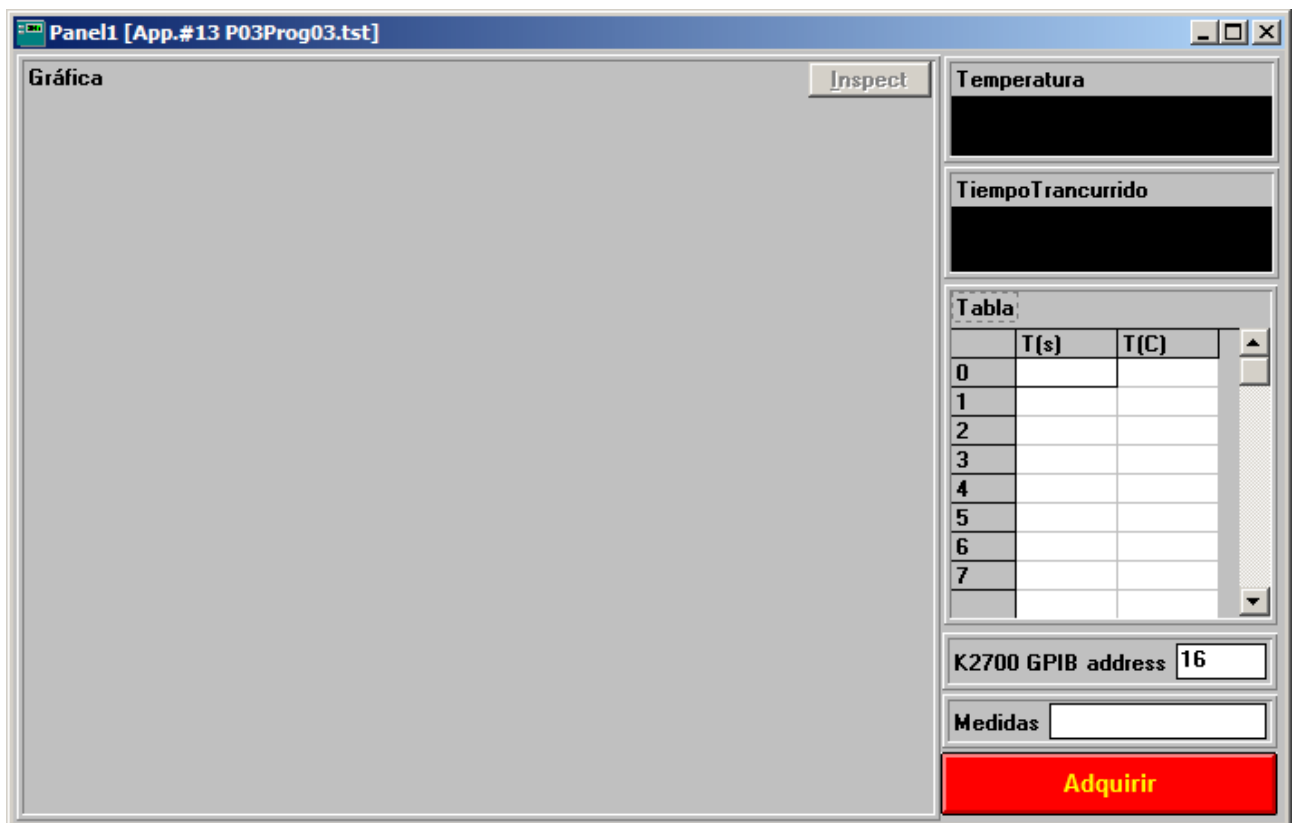 Panel1 [App.#13 P03Prog03.tst]
Gráfica
Inspect
Temperatura
TiempoTrancurrido
Tabla
T(s) T(C)
0
1
2
3
4
5
6
7
K2700 GPIB address 16
Medidas
Adquirir